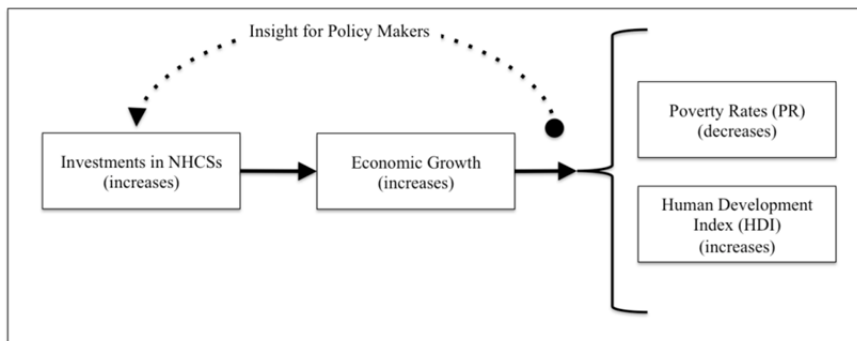 Insight for Policy Makers
Investments in NHCSs
(increases)
Economic Growth
(increases)
Poverty Rates (PR)
(decreases)
Human Development
Index (HDI)
(increases)